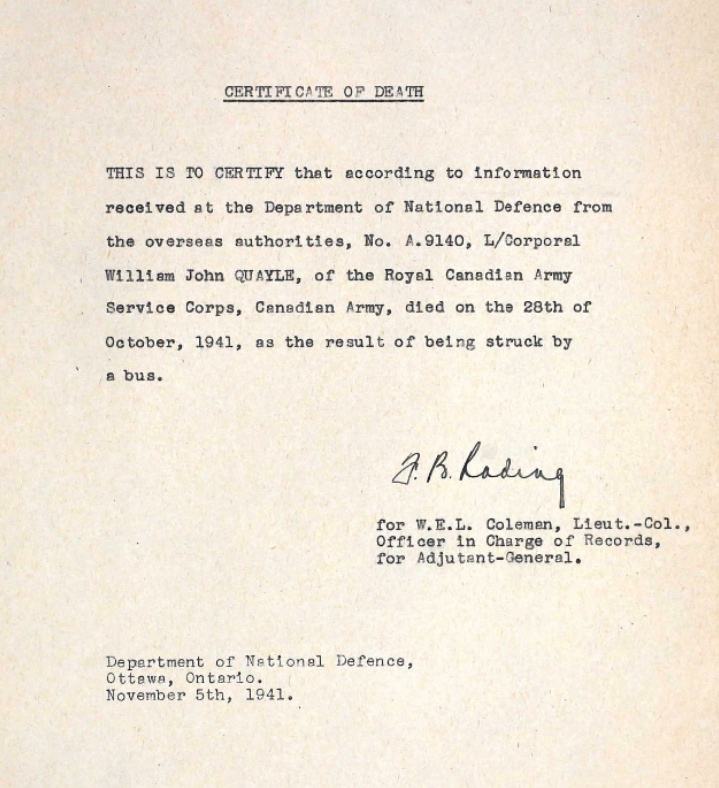 CERTIFICATE OF DEATH
THIS IS TO CERTIFY that according to information
received at the Department of National Defence from
the overseas authorities, No. A.9140, L/Corporal
William John QUAYLE, of the Royal Canadian Army
Service Corps, Canadian Army, died on the 28th of
October, 1941, as the result of being struck by
a bus.
F. B. Rading
for W.E.L. Coleman, Lieut.-Col.,
Officer in Charge of Records,
for Adjutant-General.
Department of National Defence,
Ottawa, Ontario.
November 5th, 1941.